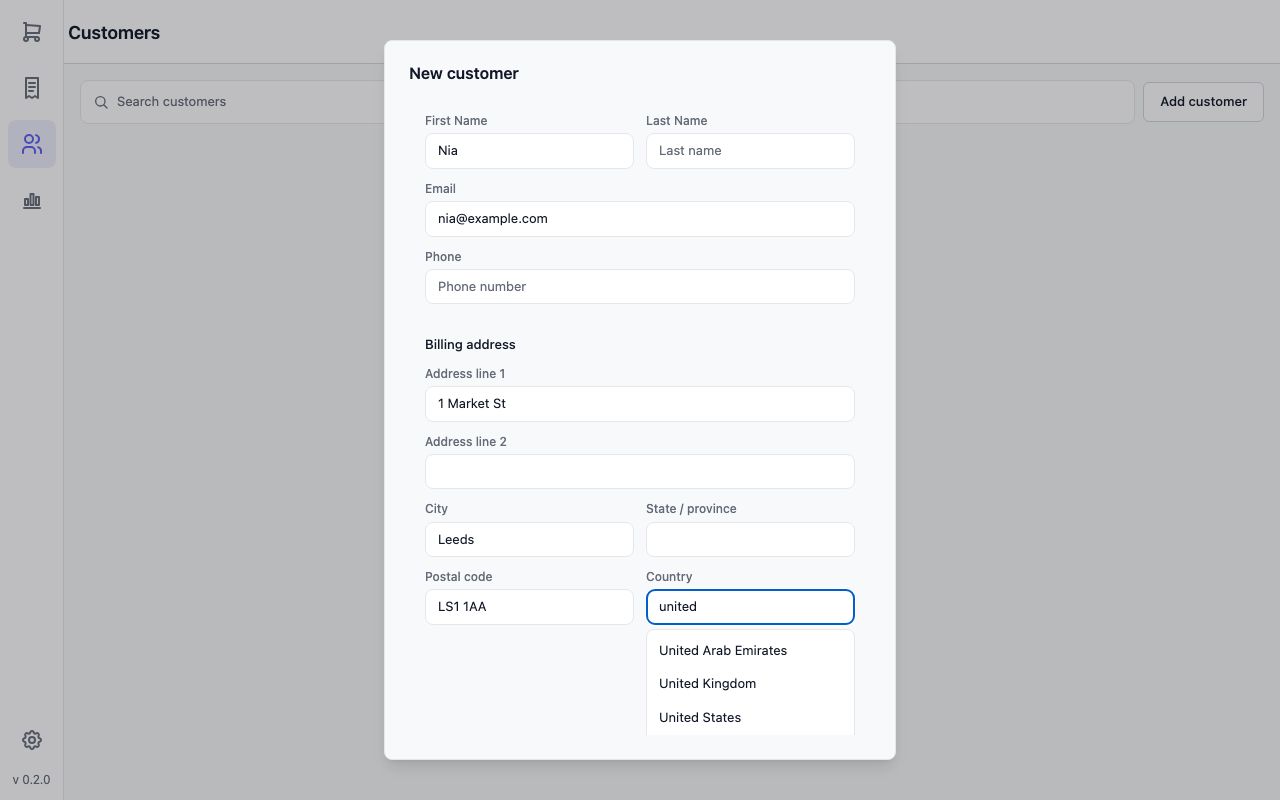 Customers
Search customers
Add customer
New customer
First Name
Last Name
Nia
Last name
Email
nia@example.com
Phone
Phone number
Billing address
Address line 1
1 Market St
Address line 2
City
State / province
Leeds
Postal code
Country
LS1 1AA
united
United Arab Emirates
United Kingdom
United States
v 0.2.0